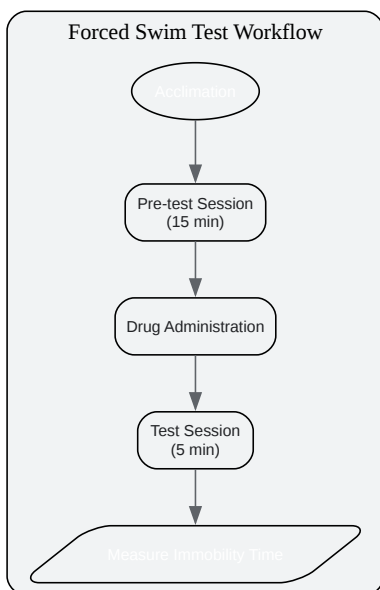 Forced Swim Test Workflow
Acclimation
Pre-test Session
(15 min)
Drug Administration
Test Session
(5 min)
Measure Immobility Time